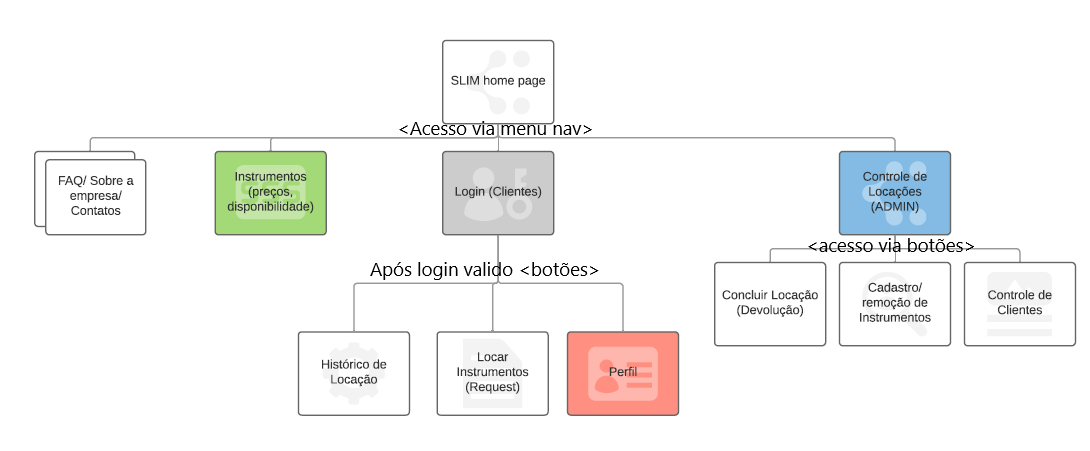 SLIM home page
<Acesso via menu nav>
FAQ/ Sobre a
empresa/
Contatos
Instrumentos
(preços,
disponibilidade)
Login (Clientes)
Controle de
Locações
(ADMIN)
<acesso via botões>
Após login valido <botões>
Concluir Locação
(Devolução)
Cadastro/
remoção de
Instrumentos
Controle de
Clientes
Histórico de
Locação
Locar
Instrumentos
(Request)
Perfil